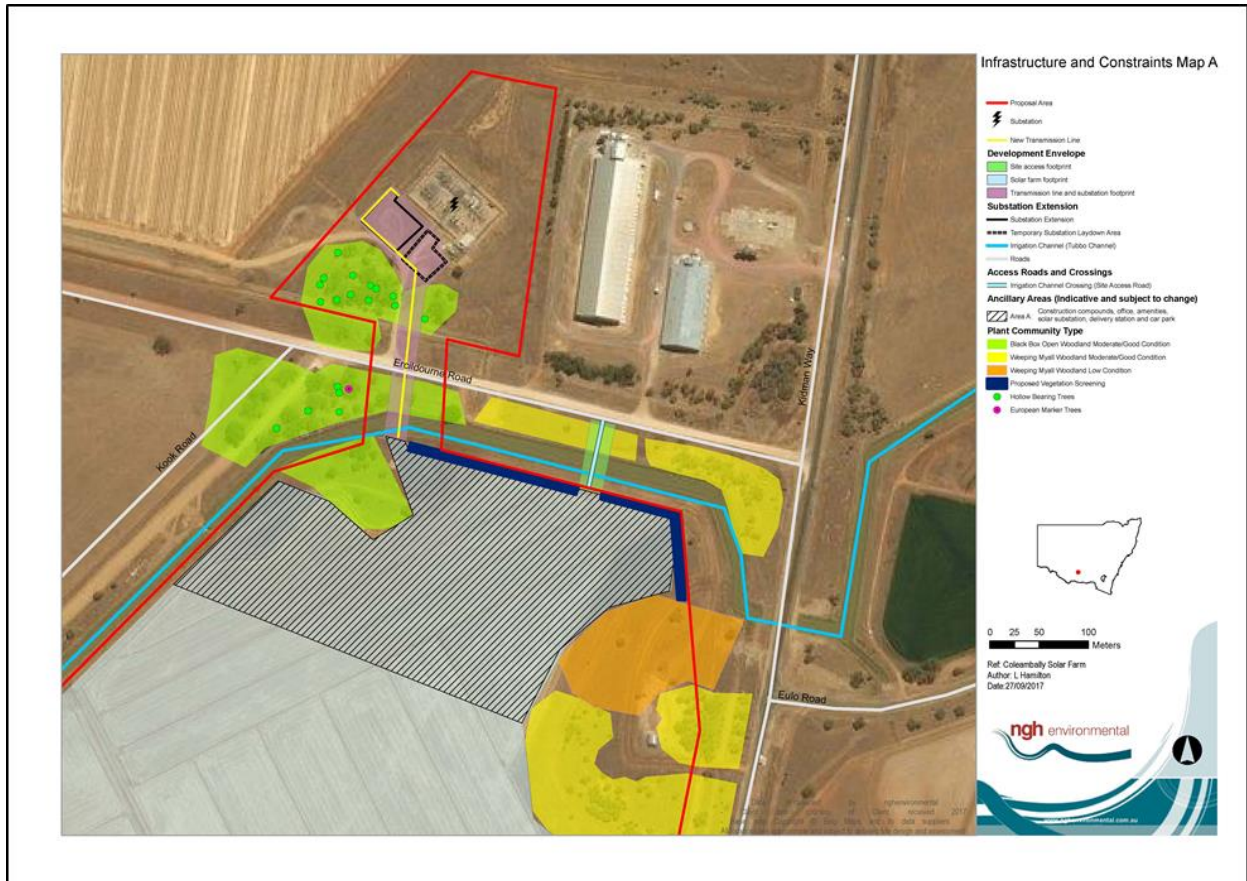 Infrastructure and Constraints Map A
Proposal Area
Substation
New Transmission Line
Development Envelope
Site access footprint
Solar farm footprint
Transmission line and substation footprint
Substation Extension
Substation Extension
Temporary Substation Laydown Area
Irrigation Channel (Tubbo Channel)
Roads
Access Roads and Crossings
Irrigation Channel Crossing (Site Access Road)
Ancillary Areas (Indicative and subject to change)
Area A: Construction compounds, office, amenities,
solar substation, delivery station and car park
Plant Community Type
Black Box Open Woodland Moderate/Good Condition
Weeping Myall Woodland Moderate/Good Condition
Weeping Myall Woodland Low Condition
Proposed Vegetation Screening
Hollow Bearing Trees
European Marker Trees
Ercildourne Road
Kook Road
Kidman Way
Eulo Road
0 25 50 100
Meters
Ref: Coleambally Solar Farm
Author: L Hamilton
Date:27/09/2017
ngh environmental
www.nghenvironmental.com.au